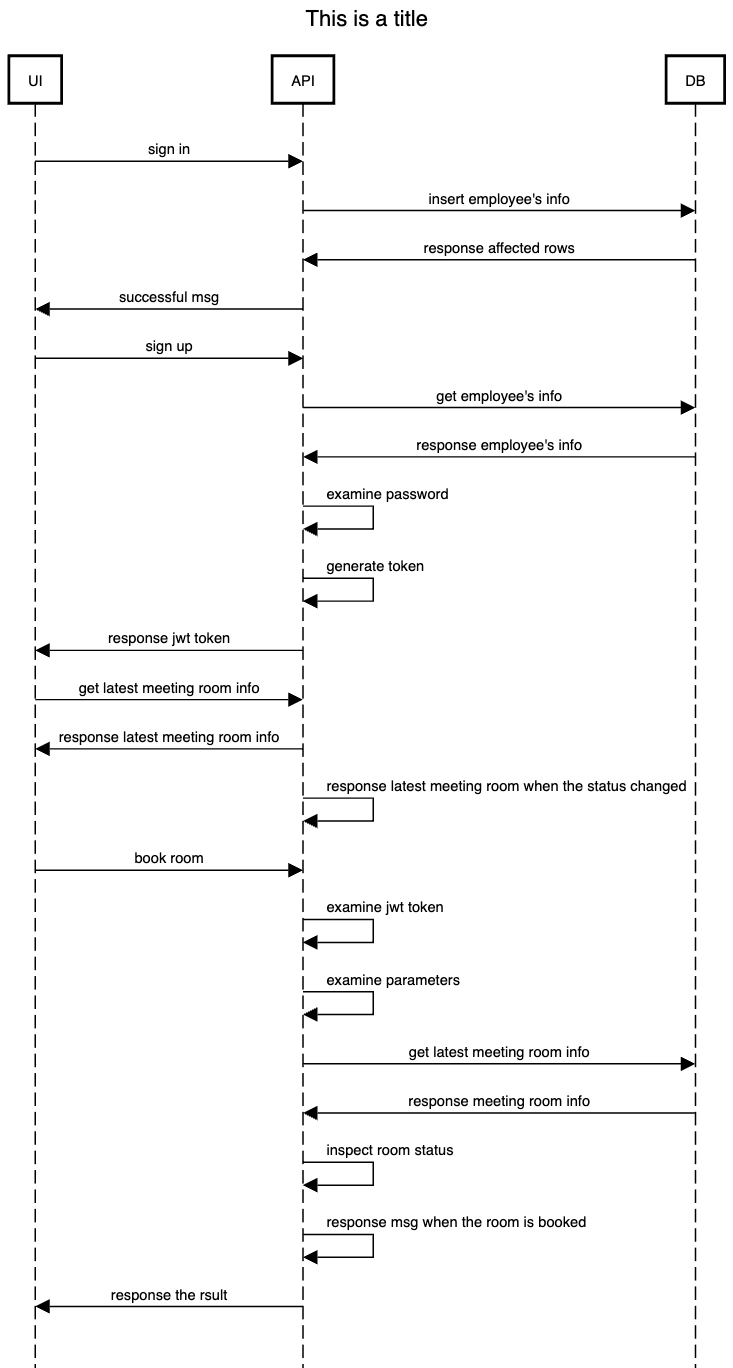 This is a title
UI
API
DB
sign in
insert employee's info
response affected rows
successful msg
sign up
get employee's info
response employee's info
examine password
generate token
response jwt token
get latest meeting room info
response latest meeting room info
response latest meeting room when the status changed
book room
examine jwt token
examine parameters
get latest meeting room info
response meeting room info
inspect room status
response msg when the room is booked
response the rsult